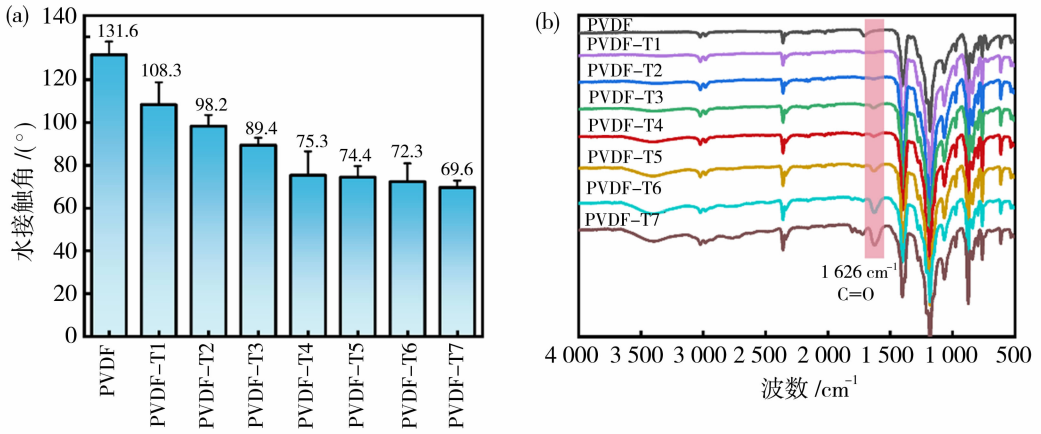 (a)
140
120
100
80
60
40
20
0
水接触角 /(°)
131.6
108.3
98.2
89.4
75.3
74.4
72.3
69.6
PVDF
PVDF-T1
PVDF-T2
PVDF-T3
PVDF-T4
PVDF-T5
PVDF-T6
PVDF-T7
(b)
PVDF
PVDF-T1
PVDF-T2
PVDF-T3
PVDF-T4
PVDF-T5
PVDF-T6
PVDF-T7
1 626 cm⁻¹
C=O
4 000 3 500 3 000 2 500 2 000 1 500 1 000 500
波数 /cm⁻¹